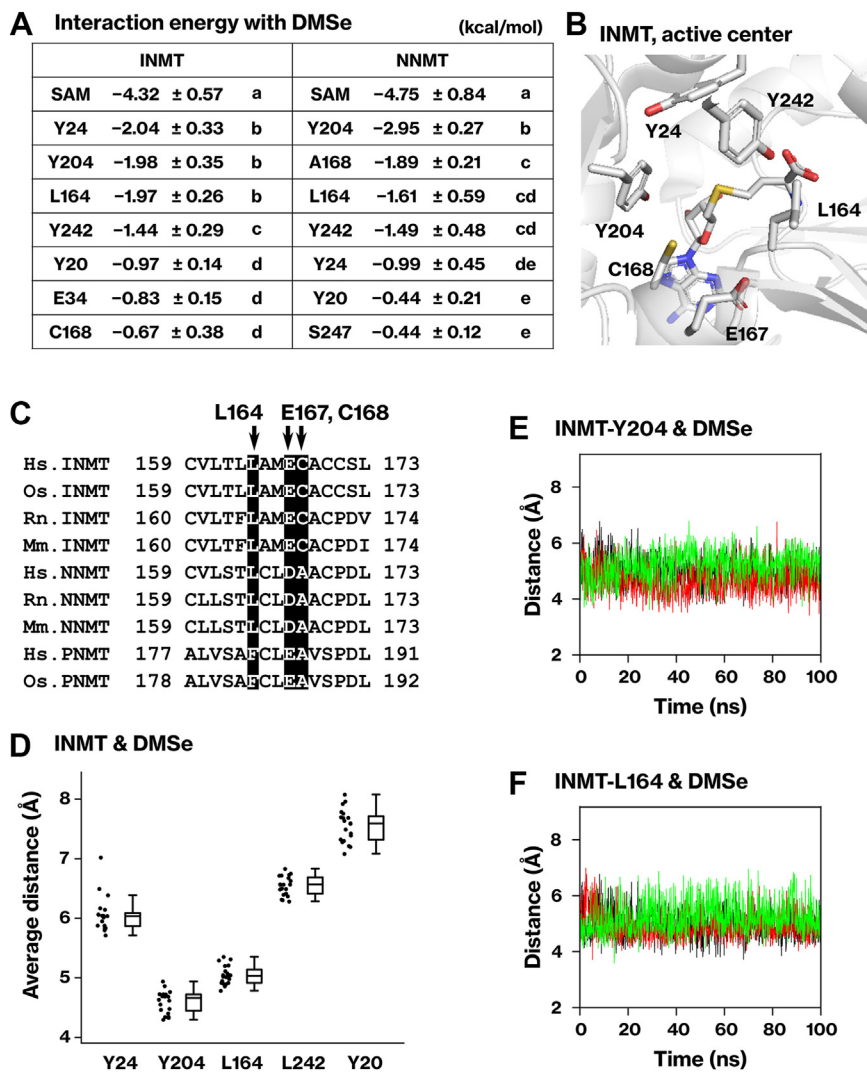 A Interaction energy with DMSe (kcal/mol)
INMT NNMT
SAM −4.32 ± 0.57 a SAM −4.75 ± 0.84 a
Y24 −2.04 ± 0.33 b Y204 −2.95 ± 0.27 b
Y204 −1.98 ± 0.35 b A168 −1.89 ± 0.21 c
L164 −1.97 ± 0.26 b L164 −1.61 ± 0.59 cd
Y242 −1.44 ± 0.29 c Y242 −1.49 ± 0.48 cd
Y20 −0.97 ± 0.14 d Y24 −0.99 ± 0.45 de
E34 −0.83 ± 0.15 d Y20 −0.44 ± 0.21 e
C168 −0.67 ± 0.38 d S247 −0.44 ± 0.12 e
B INMT, active center
Y242
Y24
L164
Y204
C168
E167
C L164 E167, C168
Hs.INMT 159 CVLTLLAMECACCSL 173
Os.INMT 159 CVLTLLAMECACCSL 173
Rn.INMT 160 CVLTFLAMECACPDV 174
Mm.INMT 160 CVLTFLAMECACPDI 174
Hs.NNMT 159 CVLSTLCLDAACPDL 173
Rn.NNMT 159 CLLSTLCLDAACPDL 173
Mm.NNMT 159 CLLSTLCLDAACPDL 173
Hs.PNMT 177 ALVSAFCLEAVSPDL 191
Os.PNMT 178 ALVSAFCLEAVSPDL 192
D INMT & DMSe
Average distance (Å)
8
7
6
5
4
Y24 Y204 L164 L242 Y20
E INMT-Y204 & DMSe
Distance (Å)
8
6
4
2
0 20 40 60 80 100
Time (ns)
F INMT-L164 & DMSe
Distance (Å)
8
6
4
2
0 20 40 60 80 100
Time (ns)